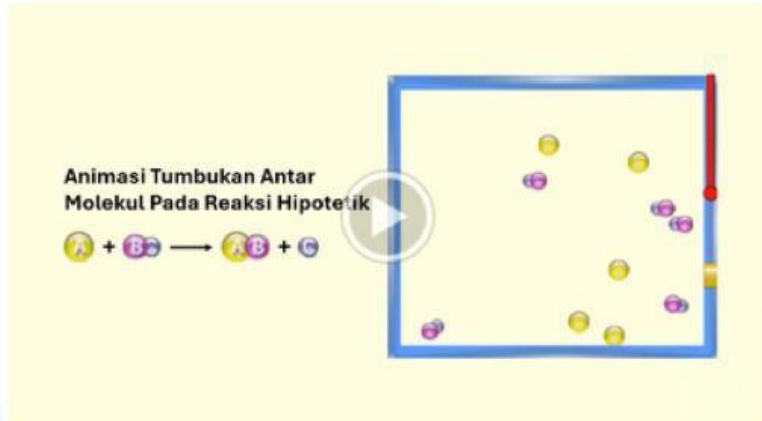 Animasi Tumbukan Antar
Molekul Pada Reaksi Hipotetik
A + BC → AB + C